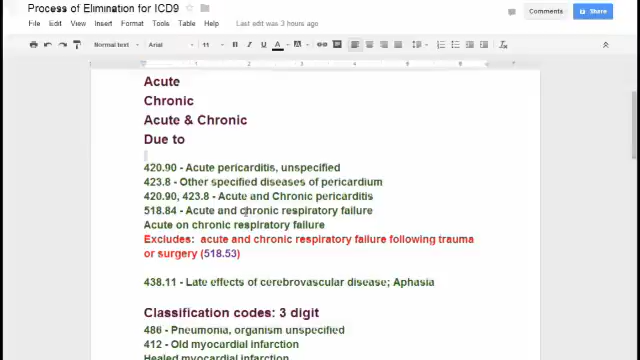 Process of Elimination for ICD9
File Edit View Insert Format Tools Table Help Last edit was 3 hours ago
Comments Share
Normal text Arial 11 B I U A
Acute
Chronic
Acute & Chronic
Due to
420.90 - Acute pericarditis, unspecified
423.8 - Other specified diseases of pericardium
420.90, 423.8 - Acute and Chronic pericarditis
518.84 - Acute and chronic respiratory failure
Acute on chronic respiratory failure
Excludes: acute and chronic respiratory failure following trauma
or surgery (518.53)
438.11 - Late effects of cerebrovascular disease; Aphasia
Classification codes: 3 digit
486 - Pneumonia, organism unspecified
412 - Old myocardial infarction
Healed myocardial infarction